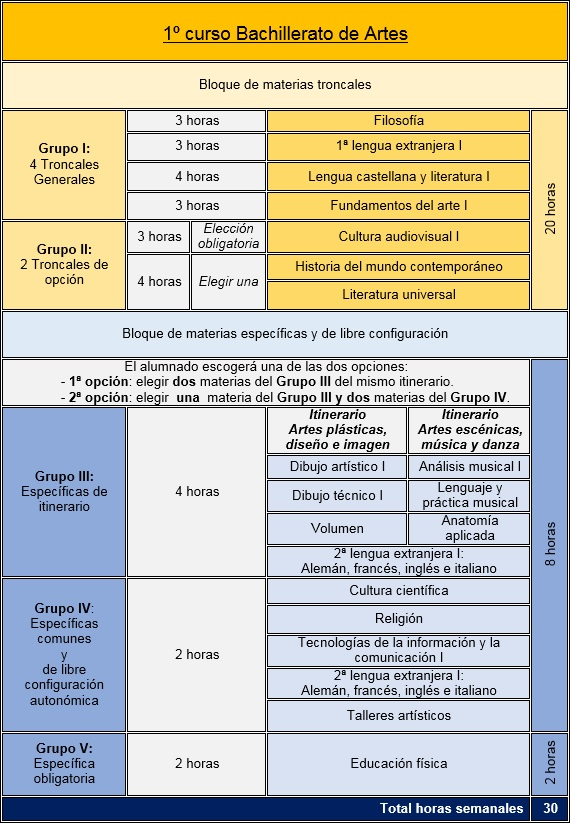 1º curso Bachillerato de Artes
Bloque de materias troncales
Grupo I:
4 Troncales
Generales
3 horas
Filosofía
3 horas
1ª lengua extranjera I
4 horas
Lengua castellana y literatura I
3 horas
Fundamentos del arte I
20 horas
Grupo II:
2 Troncales de
opción
3 horas
Elección
obligatoria
Cultura audiovisual I
4 horas
Elegir una
Historia del mundo contemporáneo
Literatura universal
Bloque de materias específicas y de libre configuración
El alumnado escogerá una de las dos opciones:
- 1ª opción: elegir dos materias del Grupo III del mismo itinerario.
- 2ª opción: elegir una materia del Grupo III y dos materias del Grupo IV.
8 horas
Grupo III:
Específicas de
itinerario
4 horas
Itinerario
Artes plásticas,
diseño e imagen
Itinerario
Artes escénicas,
música y danza
Dibujo artístico I
Análisis musical I
Dibujo técnico I
Lenguaje y
práctica musical
Volumen
Anatomía
aplicada
2ª lengua extranjera I:
Alemán, francés, inglés e italiano
Grupo IV:
Específicas
comunes
y
de libre
configuración
autonómica)
2 horas
Cultura científica
Religión
Tecnologías de la información y la
comunicación I
2ª lengua extranjera I:
Alemán, francés, inglés e italiano
Talleres artísticos
Grupo V:
Específica
obligatoria
2 horas
Educación física
2 horas
Total horas semanales 30